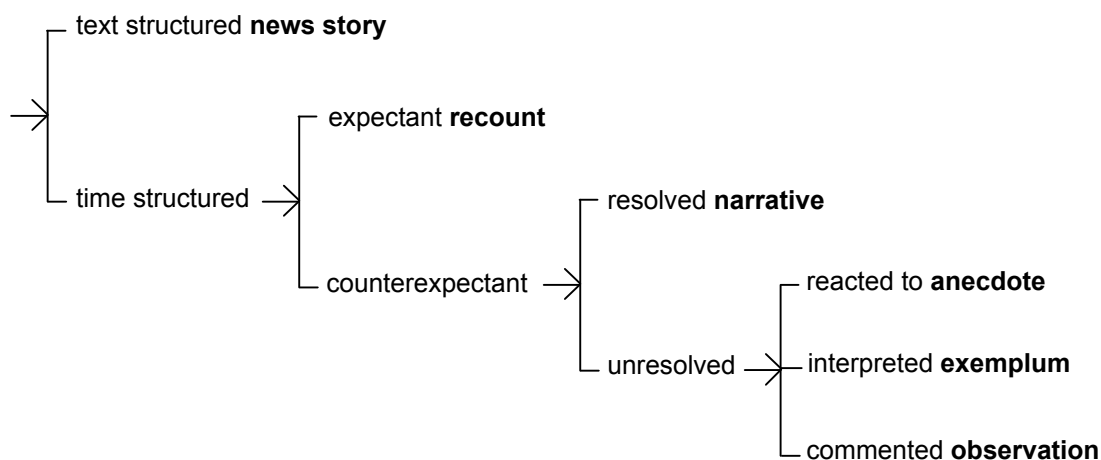 text structured news story
expectant recount
time structured
resolved narrative
counterexpectant
reacted to anecdote
unresolved
interpreted exemplum
commented observation